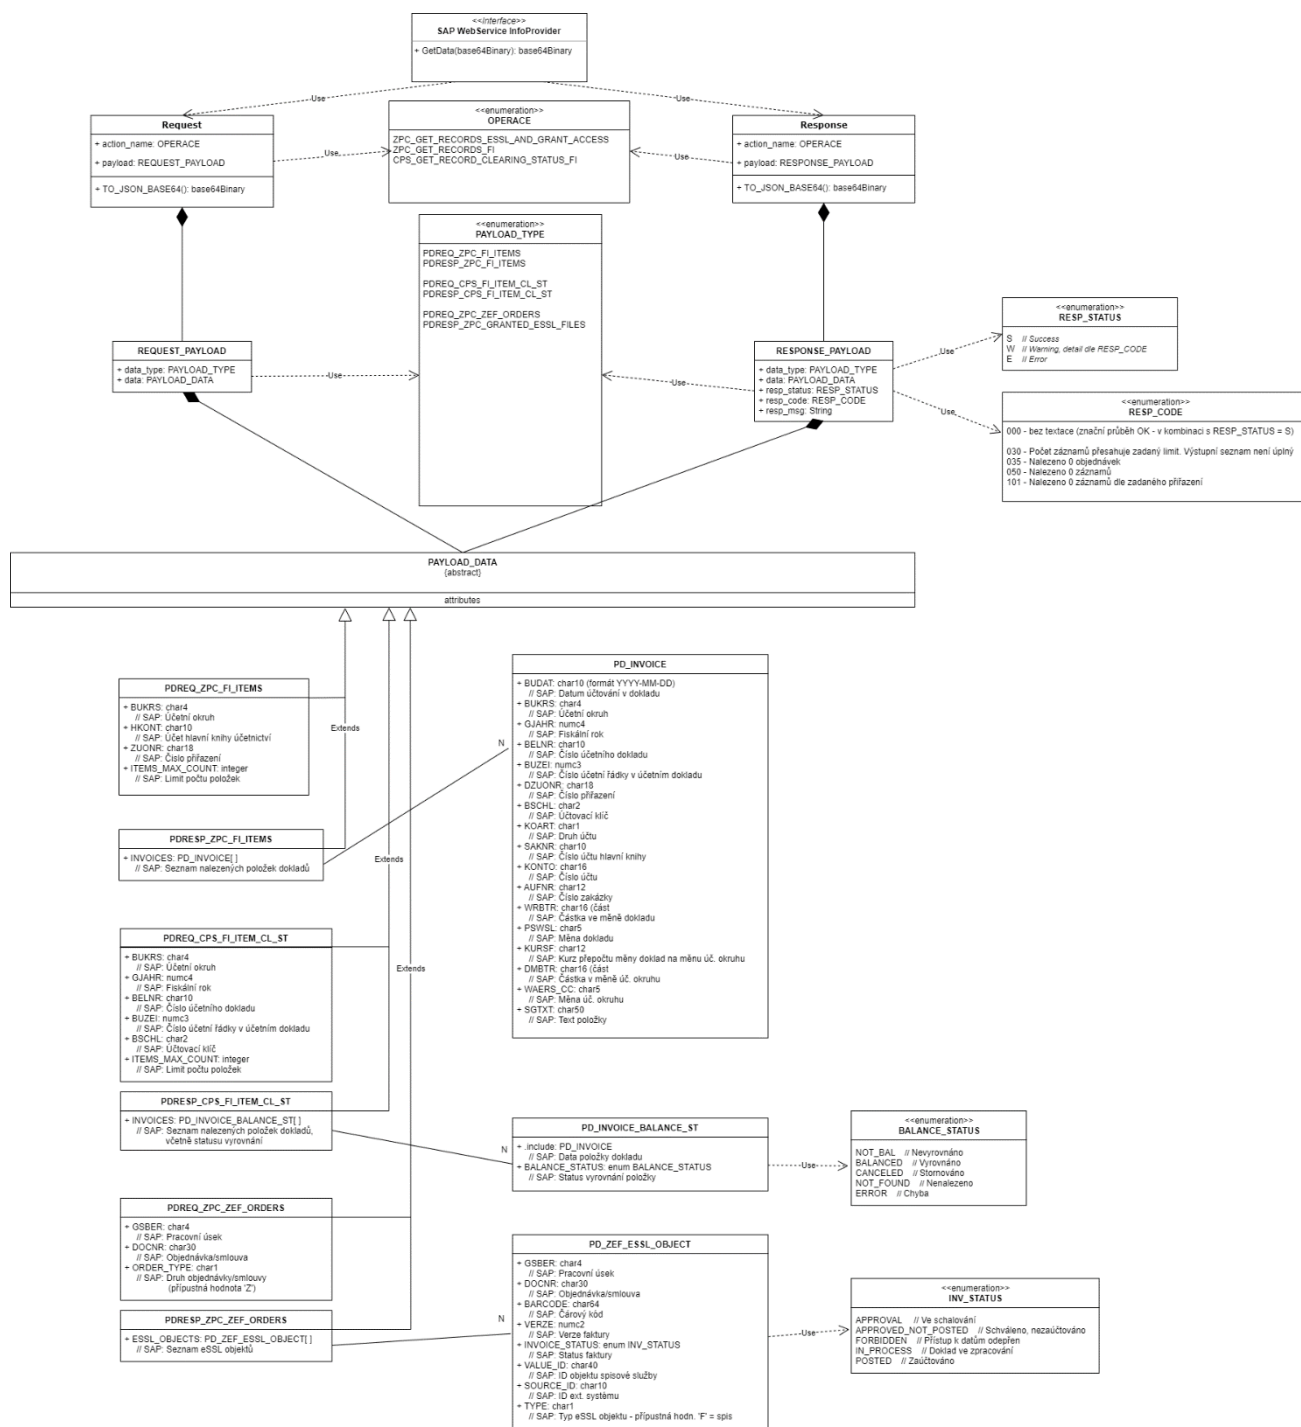 <<interface>>
SAP WebService InfoProvider
+ GetData(base64Binary): base64Binary
Use
Use
Request
+ action_name: OPERACE
+ payload: REQUEST_PAYLOAD
+ TO_JSON_BASE64(): base64Binary
Use
<<enumeration>>
OPERACE
ZPC_GET_RECORDS_ESSL_AND_GRANT_ACCESS
ZPC_GET_RECORDS_FI
CPS_GET_RECORD_CLEARING_STATUS_FI
Use
Response
+ action_name: OPERACE
+ payload: RESPONSE_PAYLOAD
+ TO_JSON_BASE64(): base64Binary
<<enumeration>>
PAYLOAD_TYPE
PDREQ_ZPC_FI_ITEMS
PDRESP_ZPC_FI_ITEMS
PDREQ_CPS_FI_ITEM_CL_ST
PDRESP_CPS_FI_ITEM_CL_ST
PDREQ_ZPC_ZEF_ORDERS
PDRESP_ZPC_GRANTED_ESSL_FILES
<<enumeration>>
RESP_STATUS
S // Success
W // Warning, detail dle RESP_CODE
E // Error
REQUEST_PAYLOAD
+ data_type: PAYLOAD_TYPE
+ data: PAYLOAD_DATA
Use
Use
RESPONSE_PAYLOAD
+ data_type: PAYLOAD_TYPE
+ data: PAYLOAD_DATA
+ resp_status: RESP_STATUS
+ resp_code: RESP_CODE
+ resp_msg: String
Use
Use
<<enumeration>>
RESP_CODE
000 - bez textace (znační průběh OK - v kombinaci s RESP_STATUS = S)
030 - Počet záznamů přesahuje zadaný limit. Výstupní seznam není úplný
035 - Nalezeno 0 objednávek
050 - Nalezeno 0 záznamů
101 - Nalezeno 0 záznamů dle zadaného přiřazení
PAYLOAD_DATA
{abstract}
attributes
PDREQ_ZPC_FI_ITEMS
+ BUKRS: char4
// SAP: Účetní okruh
+ HKONT: char10
// SAP: Účet hlavní knihy účetnictví
+ ZUONR: char18
// SAP: Číslo přiřazení
+ ITEMS_MAX_COUNT: integer
// SAP: Limit počtu položek
Extends
PDRESP_ZPC_FI_ITEMS
+ INVOICES: PD_INVOICE[ ]
// SAP: Seznam nalezených položek dokladů
N
PD_INVOICE
+ BUDAT: char10 (formát YYYY-MM-DD)
// SAP: Datum účtování v dokladu
+ BUKRS: char4
// SAP: Účetní okruh
+ GJAHR: numc4
// SAP: Fiskální rok
+ BELNR: char10
// SAP: Číslo účetního dokladu
+ BUZEI: numc3
// SAP: Číslo účetní řádky v účetním dokladu
+ DZUONR: char18
// SAP: Číslo přiřazení
+ BSCHL: char2
// SAP: Účtovací klíč
+ KOART: char1
// SAP: Druh účtu
+ SAKNR: char10
// SAP: Číslo účtu hlavní knihy
+ KONTO: char16
// SAP: Číslo účtu
+ AUFNR: char12
// SAP: Číslo zakázky
+ WRBTR: char16 (část
// SAP: Částka ve měně dokladu
+ PSWSL: char5
// SAP: Měna dokladu
+ KURSF: char12
// SAP: Kurz přepočtu měny doklad na měnu úč. okruhu
+ DMBTR: char16 (část
// SAP: Částka v měně úč. okruhu
+ WAERS_CC: char5
// SAP: Měna úč. okruhu
+ SGTXT: char50
// SAP: Text položky
Extends
PDREQ_CPS_FI_ITEM_CL_ST
+ BUKRS: char4
// SAP: Účetní okruh
+ GJAHR: numc4
// SAP: Fiskální rok
+ BELNR: char10
// SAP: Číslo účetního dokladu
+ BUZEI: numc3
// SAP: Číslo účetní řádky v účetním dokladu
+ BSCHL: char2
// SAP: Účtovací klíč
+ ITEMS_MAX_COUNT: integer
// SAP: Limit počtu položek
Extends
PDRESP_CPS_FI_ITEM_CL_ST
+ INVOICES: PD_INVOICE_BALANCE_ST[ ]
// SAP: Seznam nalezených položek dokladů,
včetně statusu vyrovnání
N
PD_INVOICE_BALANCE_ST
+ .include: PD_INVOICE
// SAP: Data položky dokladu
+ BALANCE_STATUS: enum BALANCE_STATUS
// SAP: Status vyrovnání položky
Use
<<enumeration>>
BALANCE_STATUS
NOT_BAL // Nevyrovnáno
BALANCED // Vyrovnáno
CANCELED // Stornováno
NOT_FOUND // Nenalezeno
ERROR // Chyba
PDREQ_ZPC_ZEF_ORDERS
+ GSBER: char4
// SAP: Pracovní úsek
+ DOCNR: char30
// SAP: Objednávka/smlouva
+ ORDER_TYPE: char1
// SAP: Druh objednávky/smlouvy
(přípustná hodnota 'Z')
PDRESP_ZPC_ZEF_ORDERS
+ ESSL_OBJECTS: PD_ZEF_ESSL_OBJECT[ ]
// SAP: Seznam eSSL objektů
N
PD_ZEF_ESSL_OBJECT
+ GSBER: char4
// SAP: Pracovní úsek
+ DOCNR: char30
// SAP: Objednávka/smlouva
+ BARCODE: char64
// SAP: Čárový kód
+ VERZE: numc2
// SAP: Verze faktury
+ INVOICE_STATUS: enum INV_STATUS
// SAP: Status faktury
+ VALUE_ID: char40
// SAP: ID objektu spisové služby
+ SOURCE_ID: char10
// SAP: ID ext. systému
+ TYPE: char1
// SAP: Typ eSSL objektu - přípustná hodn. 'F' = spis
Use
<<enumeration>>
INV_STATUS
APPROVAL // Ve schalování
APPROVED_NOT_POSTED // Schváleno, nezaúčtováno
FORBIDDEN // Přístup k datům odepřen
IN_PROCESS // Doklad ve zpracování
POSTED // Zaúčtováno